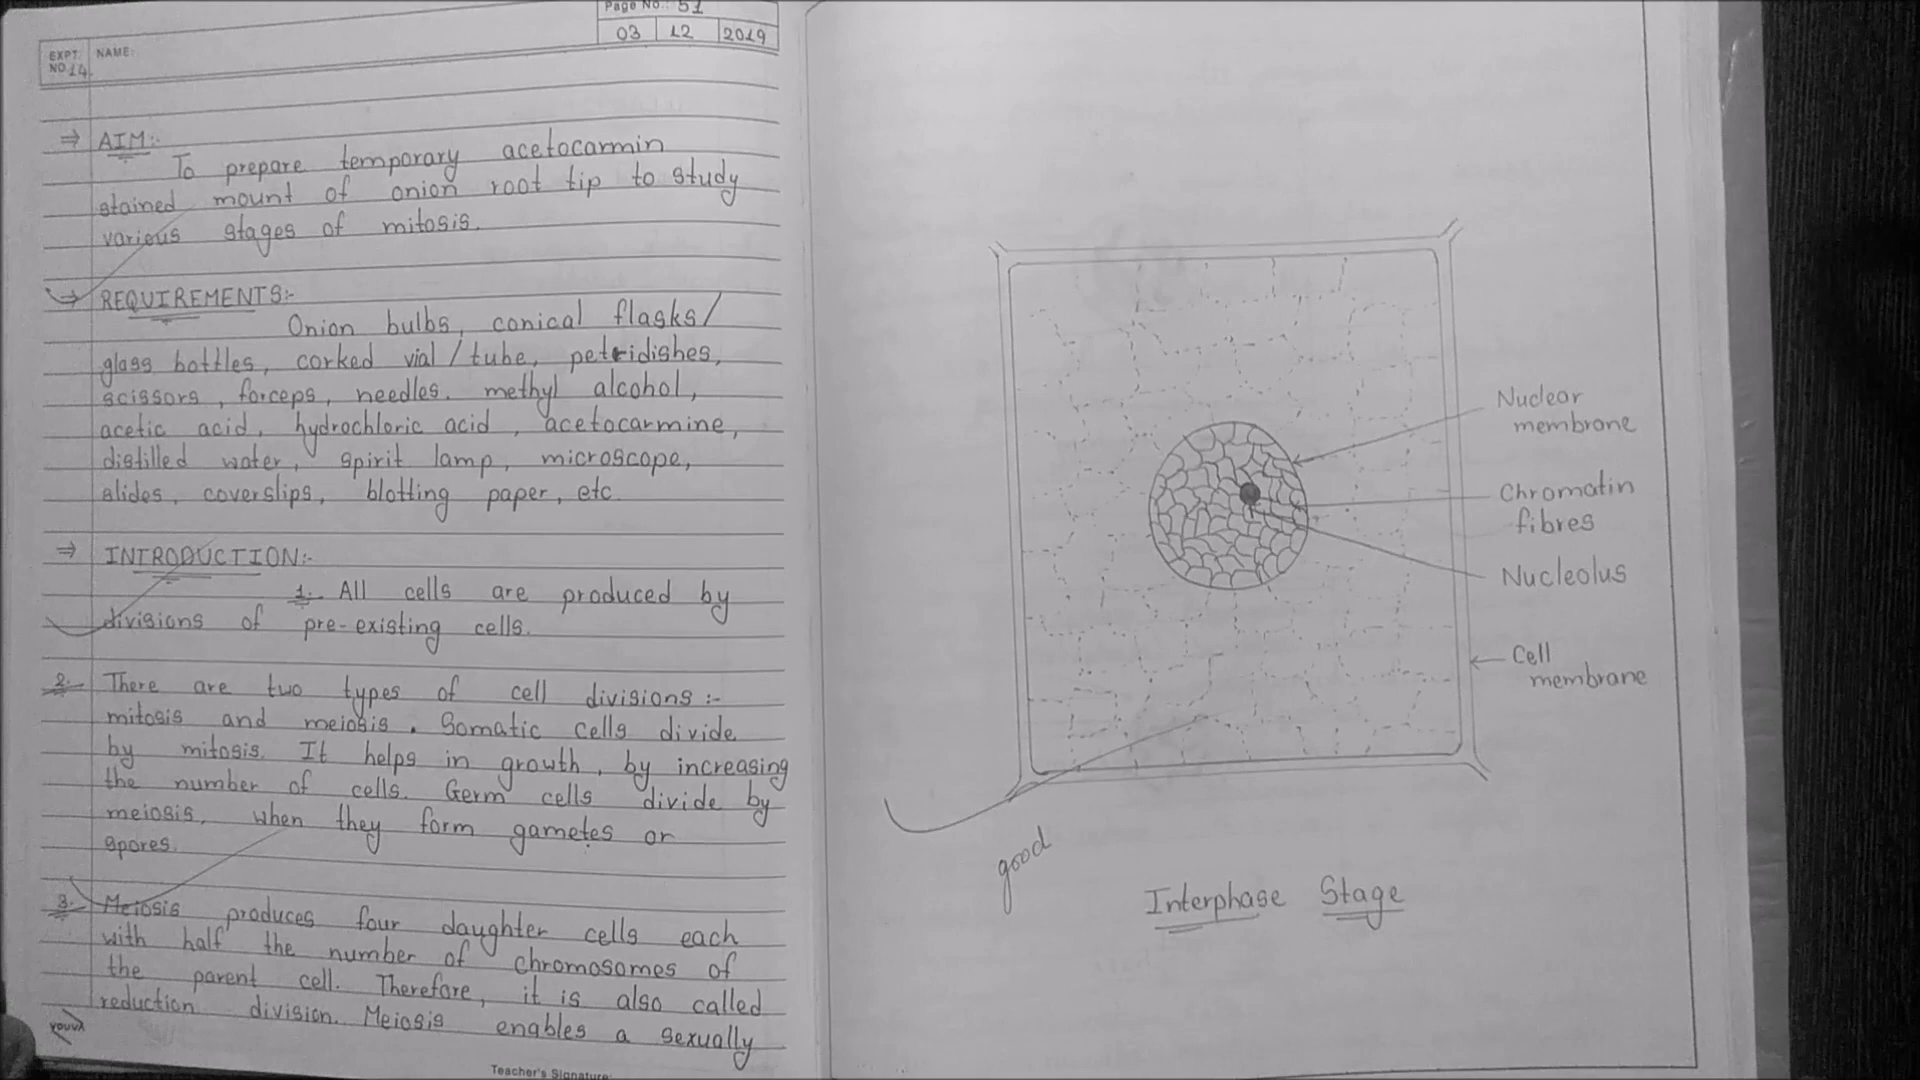 Page No.: 51
03 12 2019
EXPT. NO. 14. NAME:
⇒ AIM:-
To prepare temporary acetocarmin
stained mount of onion root tip to study
various stages of mitosis.
⇒ REQUIREMENTS:-
Onion bulbs, conical flasks/
glass bottles, corked vial/tube, petridishes,
scissors, forceps, needles. methyl alcohol,
acetic acid, hydrochloric acid, acetocarmine,
distilled water, spirit lamp, microscope,
slides, coverslips, blotting paper, etc.
⇒ INTRODUCTION:-
1. All cells are produced by
divisions of pre-existing cells.
2. There are two types of cell divisions :-
mitosis and meiosis. Somatic cells divide
by mitosis. It helps in growth, by increasing
the number of cells. Germ cells divide by
meiosis, when they form gametes or
spores.
3. Meiosis produces four daughter cells each
with half the number of chromosomes of
the parent cell. Therefore, it is also called
reduction division. Meiosis enables a sexually
youva
Teacher's Signature:
Nuclear
membrane
Chromatin
fibres
Nucleolus
Cell
membrane
good
Interphase Stage